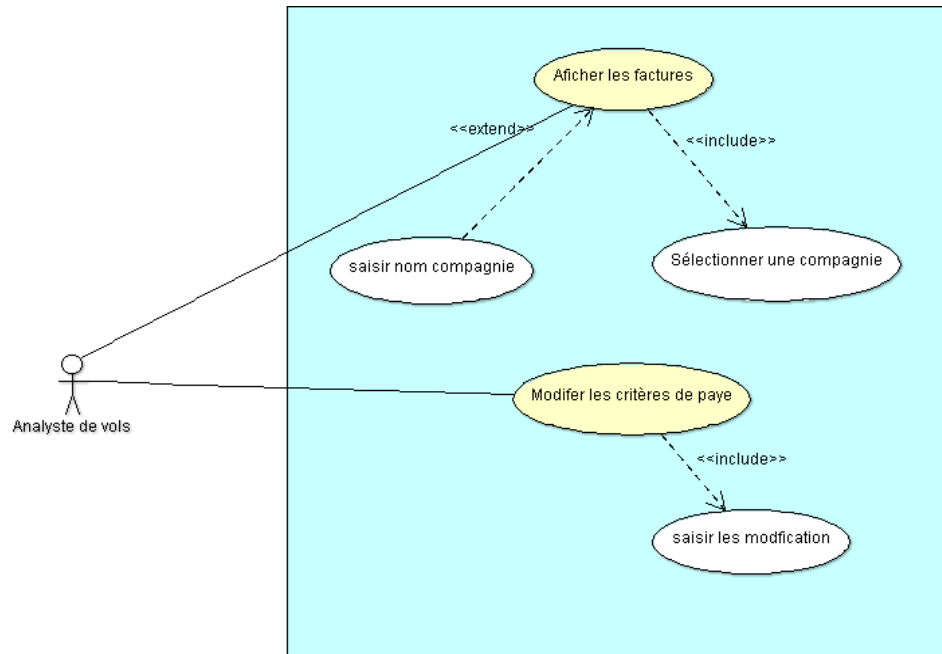 Aficher les factures
<<extend>>
<<include>>
saisir nom compagnie
Sélectionner une compagnie
Modifer les critères de paye
Analyste de vols
<<include>>
saisir les modfication